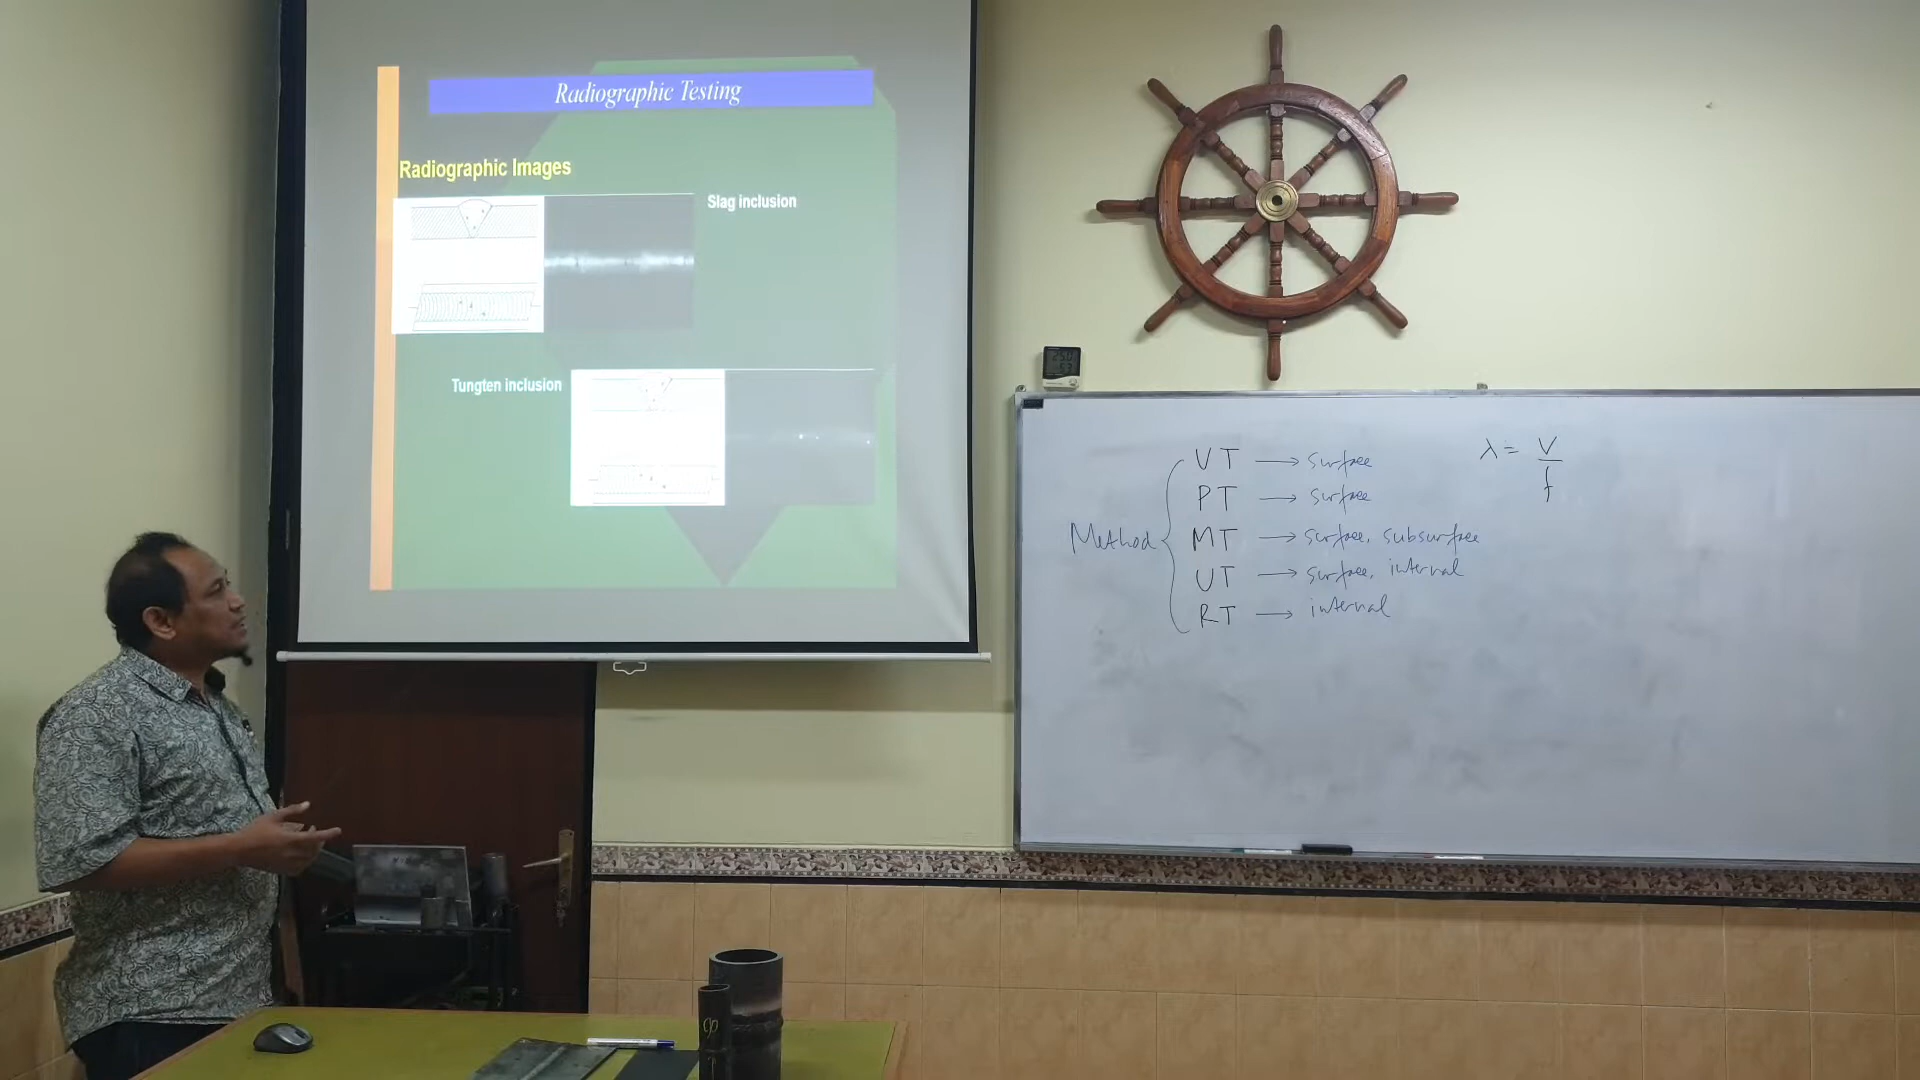 Radiographic Testing
Radiographic Images
Slag inclusion
Tungten inclusion
Method
VT → surface
PT → surface
MT → surface, subsurface
UT → surface, internal
RT → internal
λ = V
f